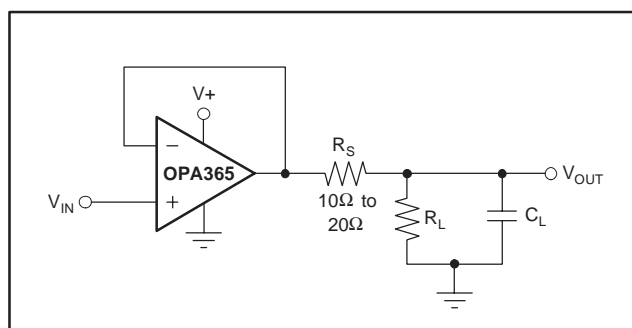 V+
−
OPA365
+
V_IN
R_S
10Ω to
20Ω
R_L
C_L
V_OUT